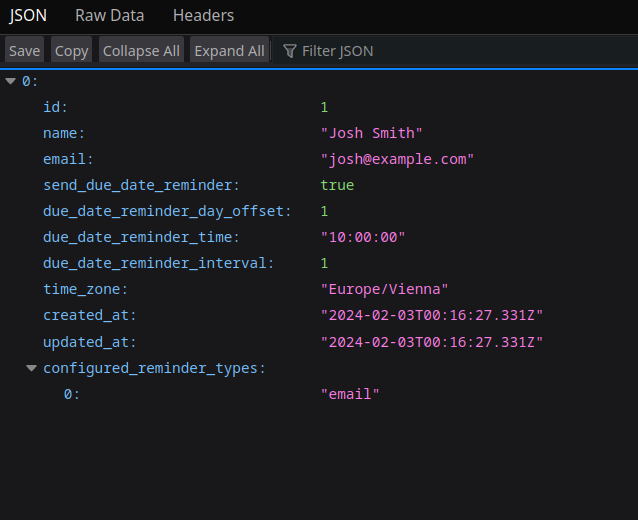 JSON Raw Data Headers
Save Copy Collapse All Expand All Filter JSON
0:
id: 1
name: "Josh Smith"
email: "josh@example.com"
send_due_date_reminder: true
due_date_reminder_day_offset: 1
due_date_reminder_time: "10:00:00"
due_date_reminder_interval: 1
time_zone: "Europe/Vienna"
created_at: "2024-02-03T00:16:27.331Z"
updated_at: "2024-02-03T00:16:27.331Z"
configured_reminder_types:
0: "email"